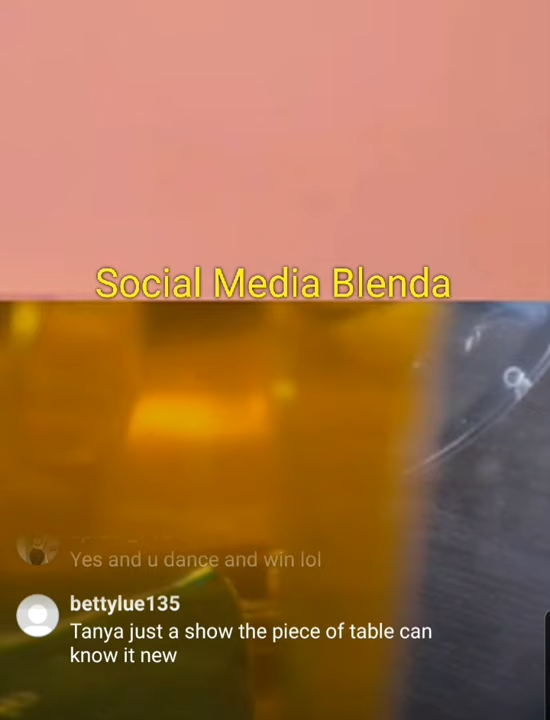 Social Media Blenda
Yes and u dance and win lol
bettylue135
Tanya just a show the piece of table can
know it new